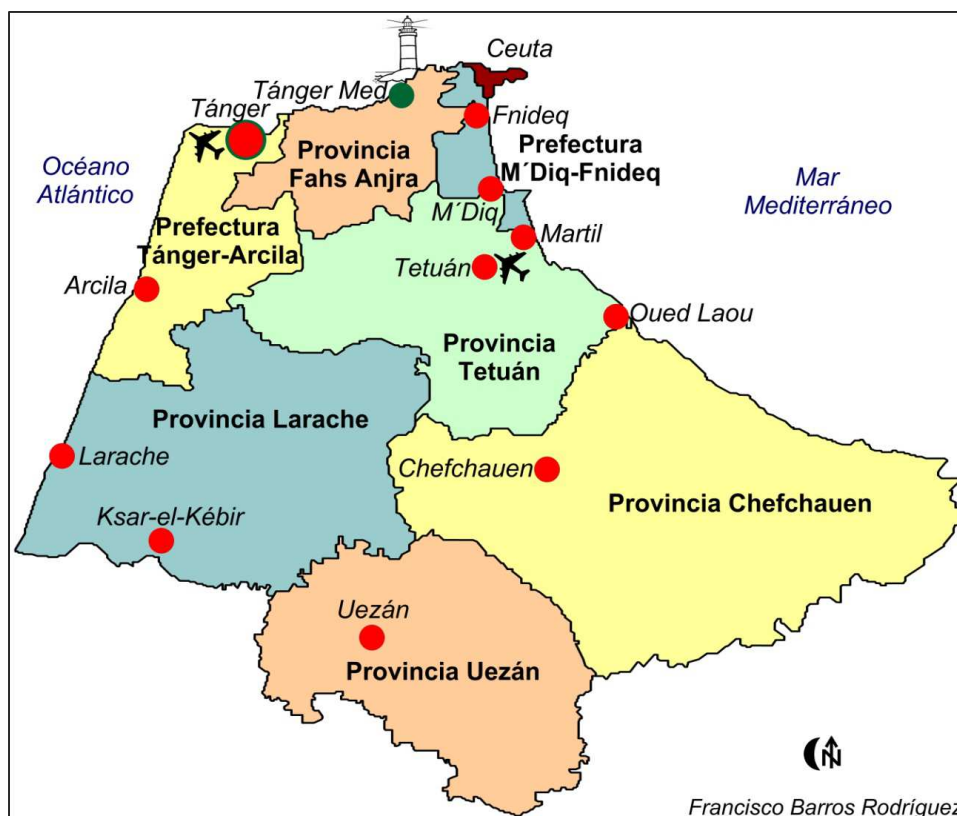 Ceuta
Tánger Med
Tánger
Fnideq
Provincia
Fahs Anjra
Prefectura
M´Diq-Fnideq
Océano
Atlántico
Mar
Mediterráneo
M´Diq
Prefectura
Tánger-Arcila
Martil
Tetuán
Arcila
Oued Laou
Provincia
Tetuán
Provincia Larache
Larache
Chefchauen
Provincia Chefchauen
Ksar-el-Kébir
Uezán
Provincia Uezán
N
Francisco Barros Rodríguez